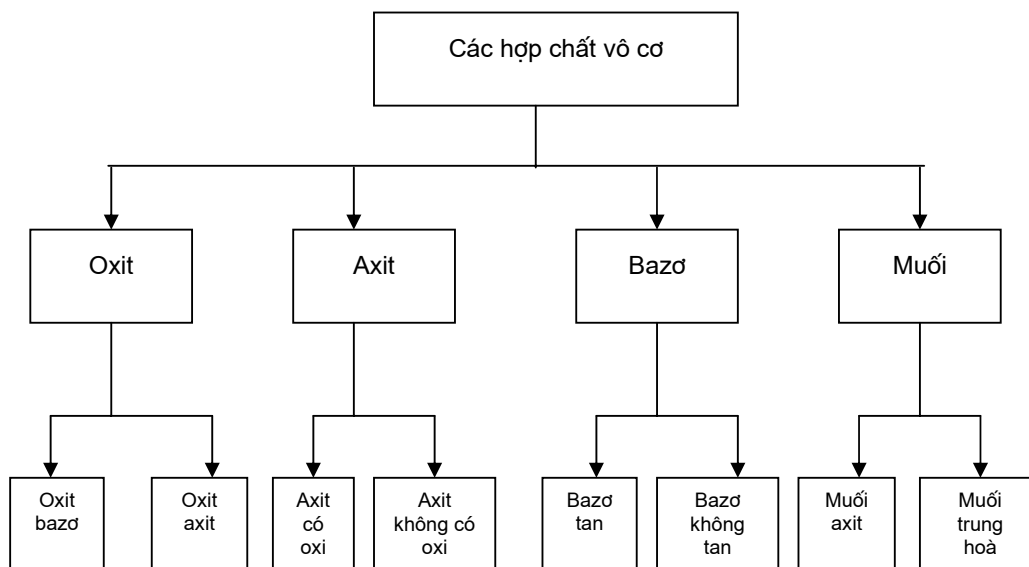 Các hợp chất vô cơ
Oxit
Axit
Bazơ
Muối
Oxit
bazơ
Oxit
axit
Axit
có
oxi
Axit
không có
oxi
Bazơ
tan
Bazơ
không
tan
Muối
axit
Muối
trung
hoà